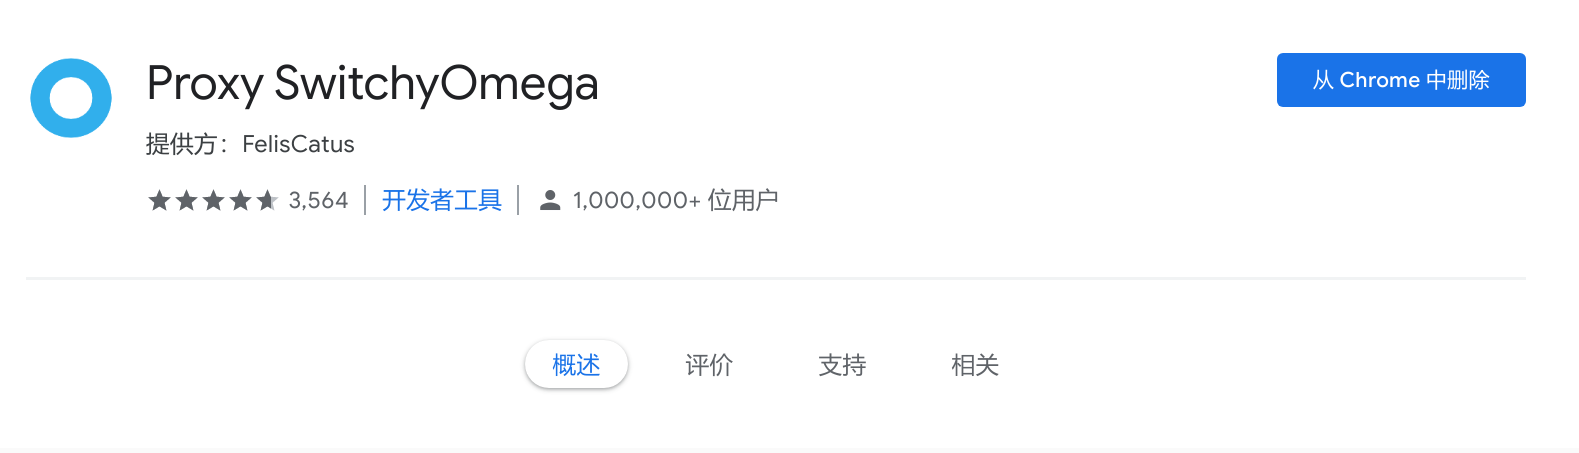 Proxy SwitchyOmega
从 Chrome 中删除
提供方：FelisCatus
3,564 开发者工具 1,000,000+ 位用户
概述 评价 支持 相关